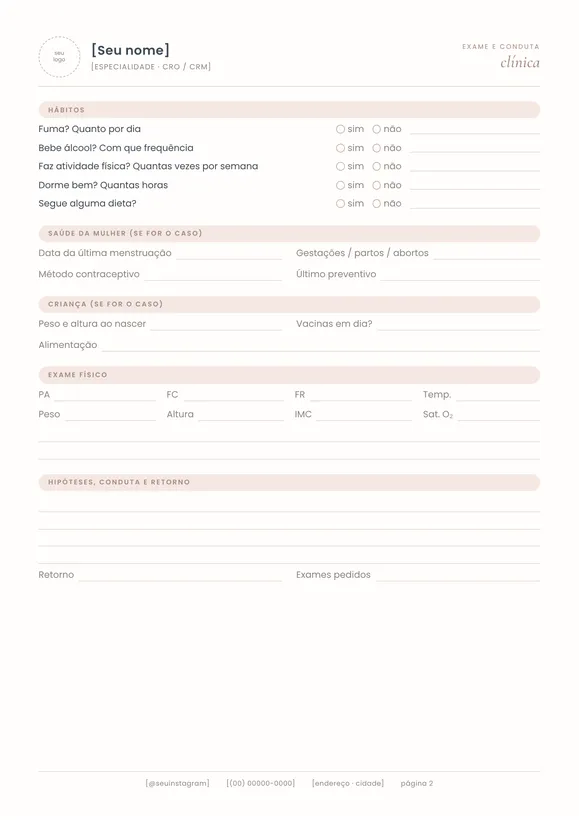 seu
logo
[Seu nome]
[ESPECIALIDADE · CRO / CRM]
EXAME E CONDUTA
clínica
HÁBITOS
Fuma? Quanto por dia sim não
Bebe álcool? Com que frequência sim não
Faz atividade física? Quantas vezes por semana sim não
Dorme bem? Quantas horas sim não
Segue alguma dieta? sim não
SAÚDE DA MULHER (SE FOR O CASO)
Data da última menstruação Gestações / partos / abortos
Método contraceptivo Último preventivo
CRIANÇA (SE FOR O CASO)
Peso e altura ao nascer Vacinas em dia?
Alimentação
EXAME FÍSICO
PA FC FR Temp.
Peso Altura IMC Sat. O₂
HIPÓTESES, CONDUTA E RETORNO
Retorno Exames pedidos
[@seuinstagram] [(00) 00000-0000] [endereço · cidade] página 2